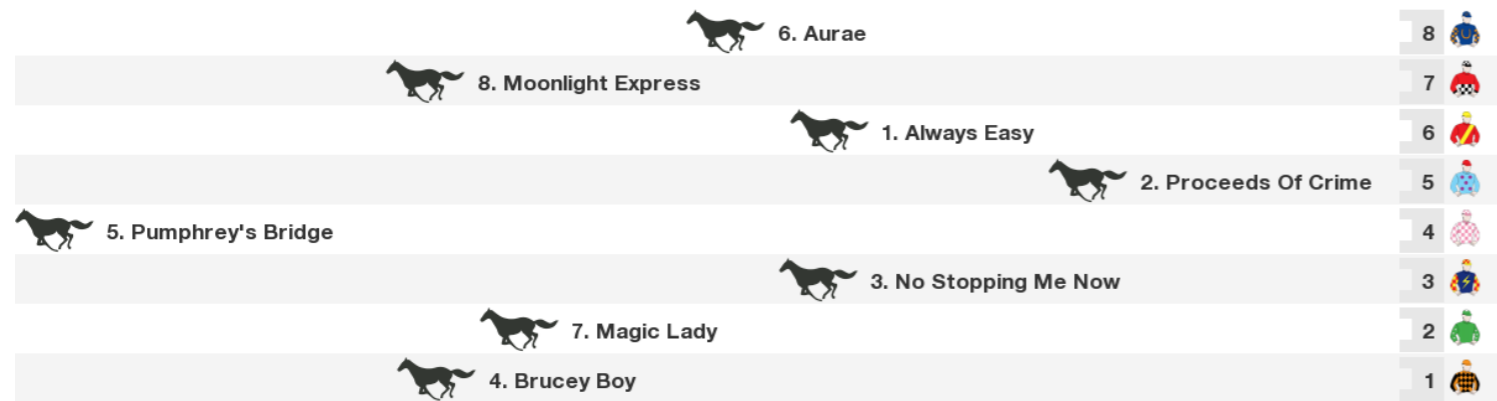 6. Aurae 8
8. Moonlight Express 7
1. Always Easy 6
2. Proceeds Of Crime 5
5. Pumphrey's Bridge 4
3. No Stopping Me Now 3
7. Magic Lady 2
4. Brucey Boy 1